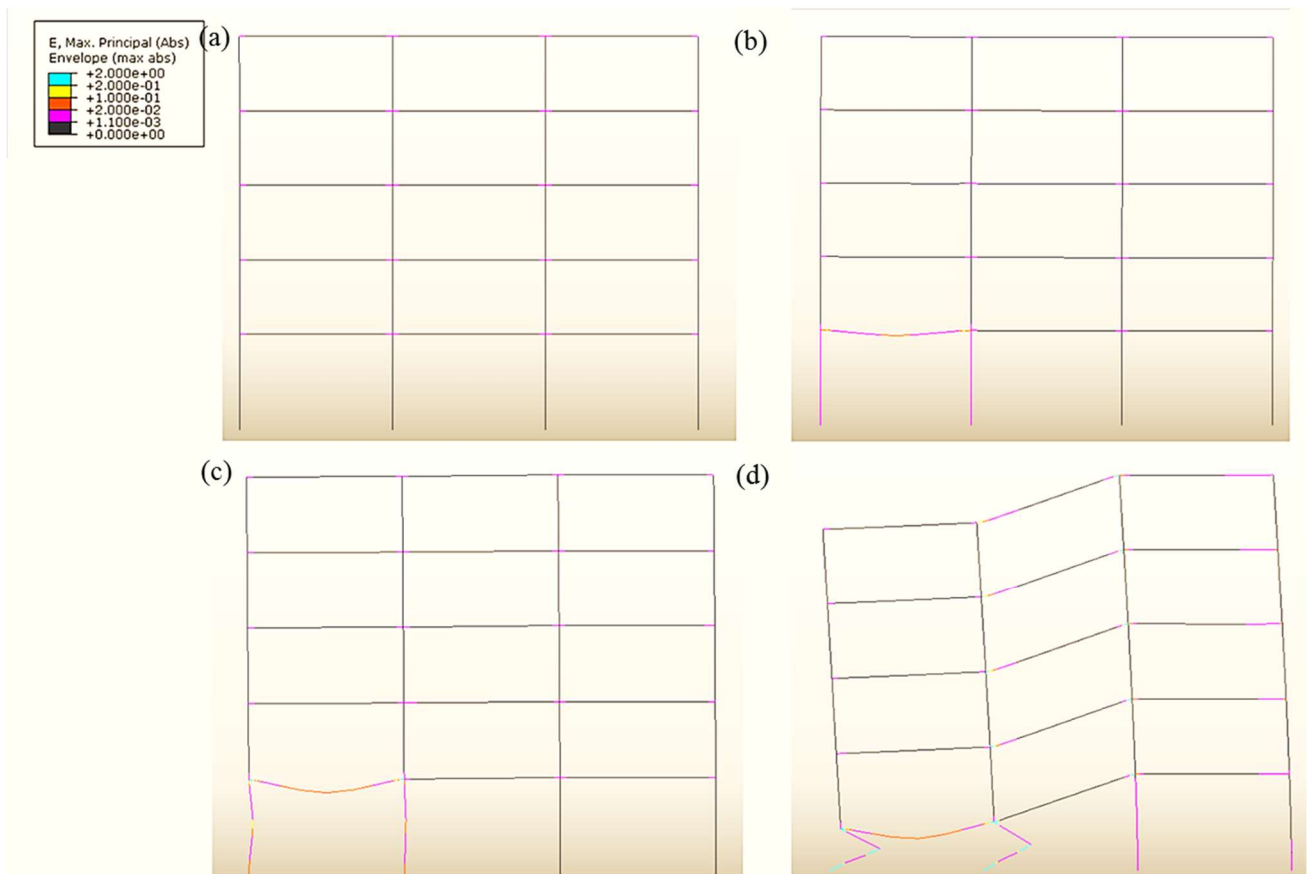 E, Max. Principal (Abs)
Envelope (max abs)
+2.000e+00
+2.000e-01
+1.000e-01
+2.000e-02
+1.100e-03
+0.000e+00
(a)
(b)
(c)
(d)